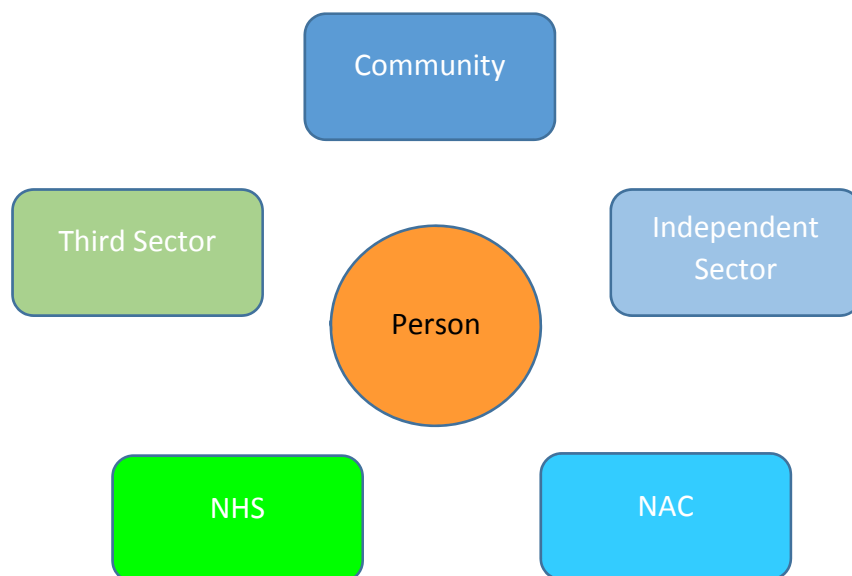 Community
Third Sector
Independent
Sector
Person
NHS
NAC